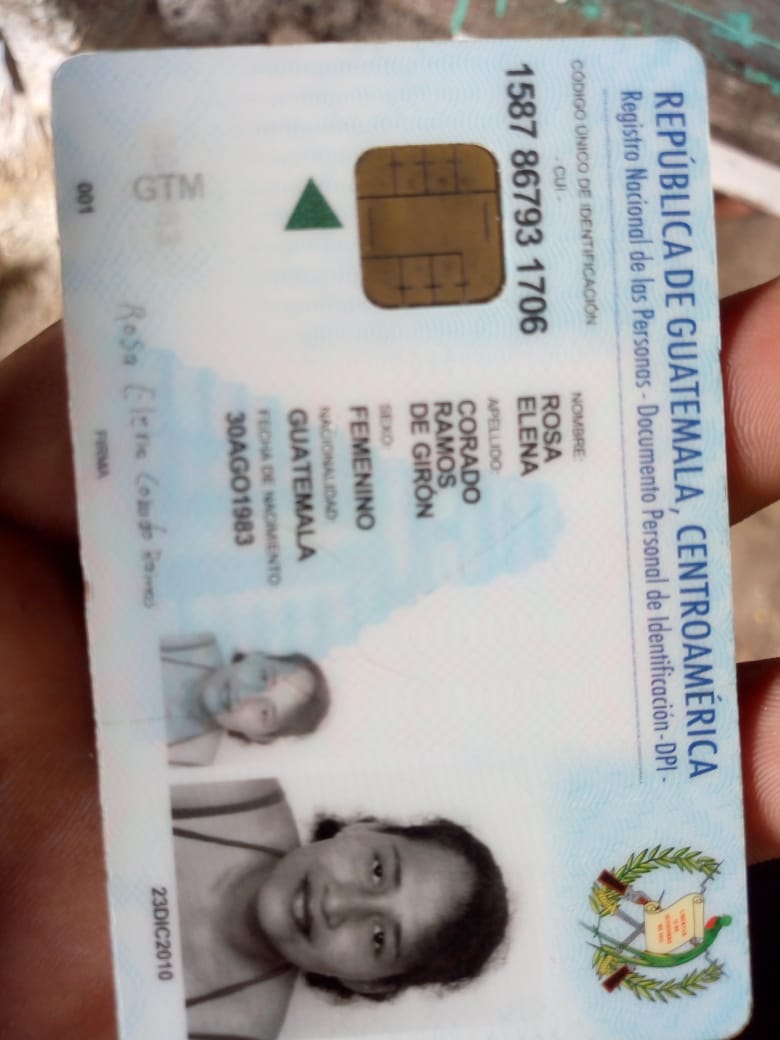 REPÚBLICA DE GUATEMALA, CENTROAMÉRICA
Registro Nacional de las Personas - Documento Personal de Identificación -DPI -
CÓDIGO ÚNICO DE IDENTIFICACIÓN
- CUI -
1587 86793 1706
NOMBRE:
ROSA
ELENA
APELLIDO:
CORADO
RAMOS
DE GIRÓN
SEXO:
FEMENINO
NACIONALIDAD:
GUATEMALA
FECHA DE NACIMIENTO:
30AGO1983
23DIC2010
GTM
Rosa Elena Corado Ramos
FIRMA
001